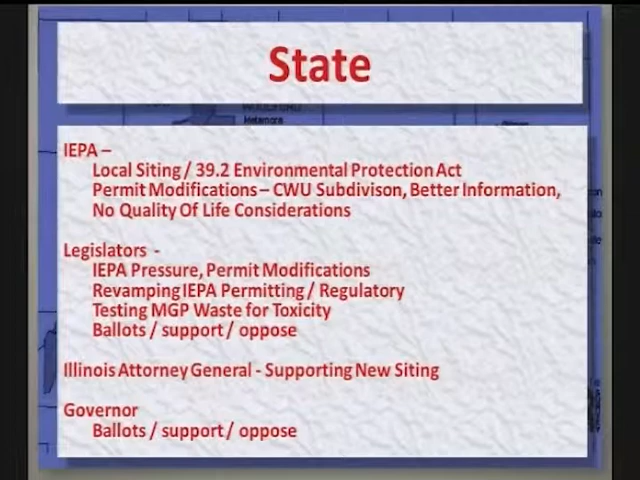 State
WOODFORD
Metamora
IEPA –
Local Siting / 39.2 Environmental Protection Act
Permit Modifications – CWU Subdivison, Better Information,
No Quality Of Life Considerations
Legislators -
IEPA Pressure, Permit Modifications
Revamping IEPA Permitting / Regulatory
Testing MGP Waste for Toxicity
Ballots / support / oppose
Illinois Attorney General - Supporting New Siting
Governor
Ballots / support / oppose